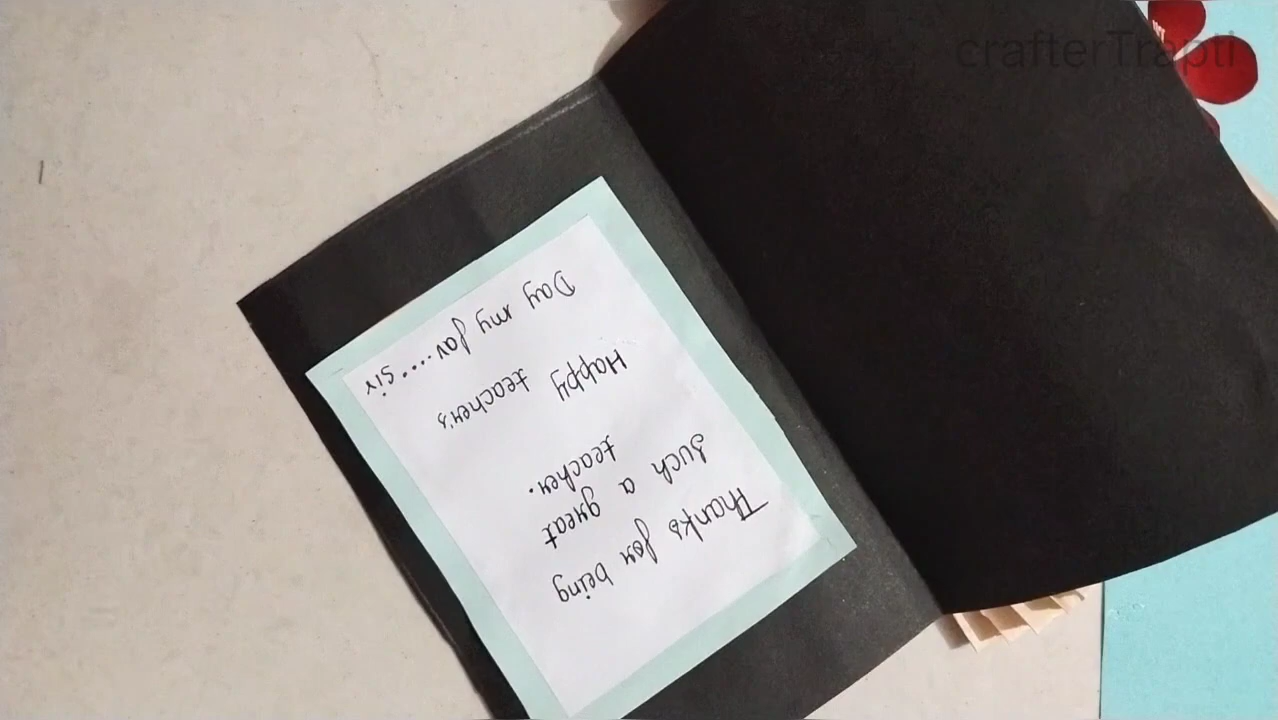 crafterTrapti
Thanks for being
such a great
teacher.
Happy teacher's
Day my fav.....sir